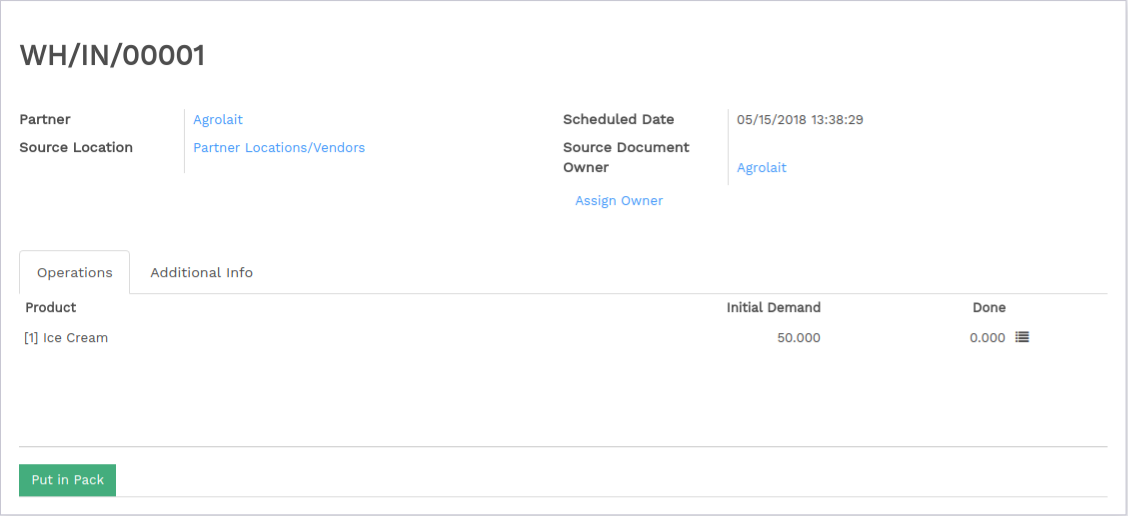 WH/IN/00001
Partner Agrolait Scheduled Date 05/15/2018 13:38:29
Source Location Partner Locations/Vendors Source Document
Owner Agrolait
Assign Owner
Operations Additional Info
Product Initial Demand Done
[1] Ice Cream 50.000 0.000
Put in Pack